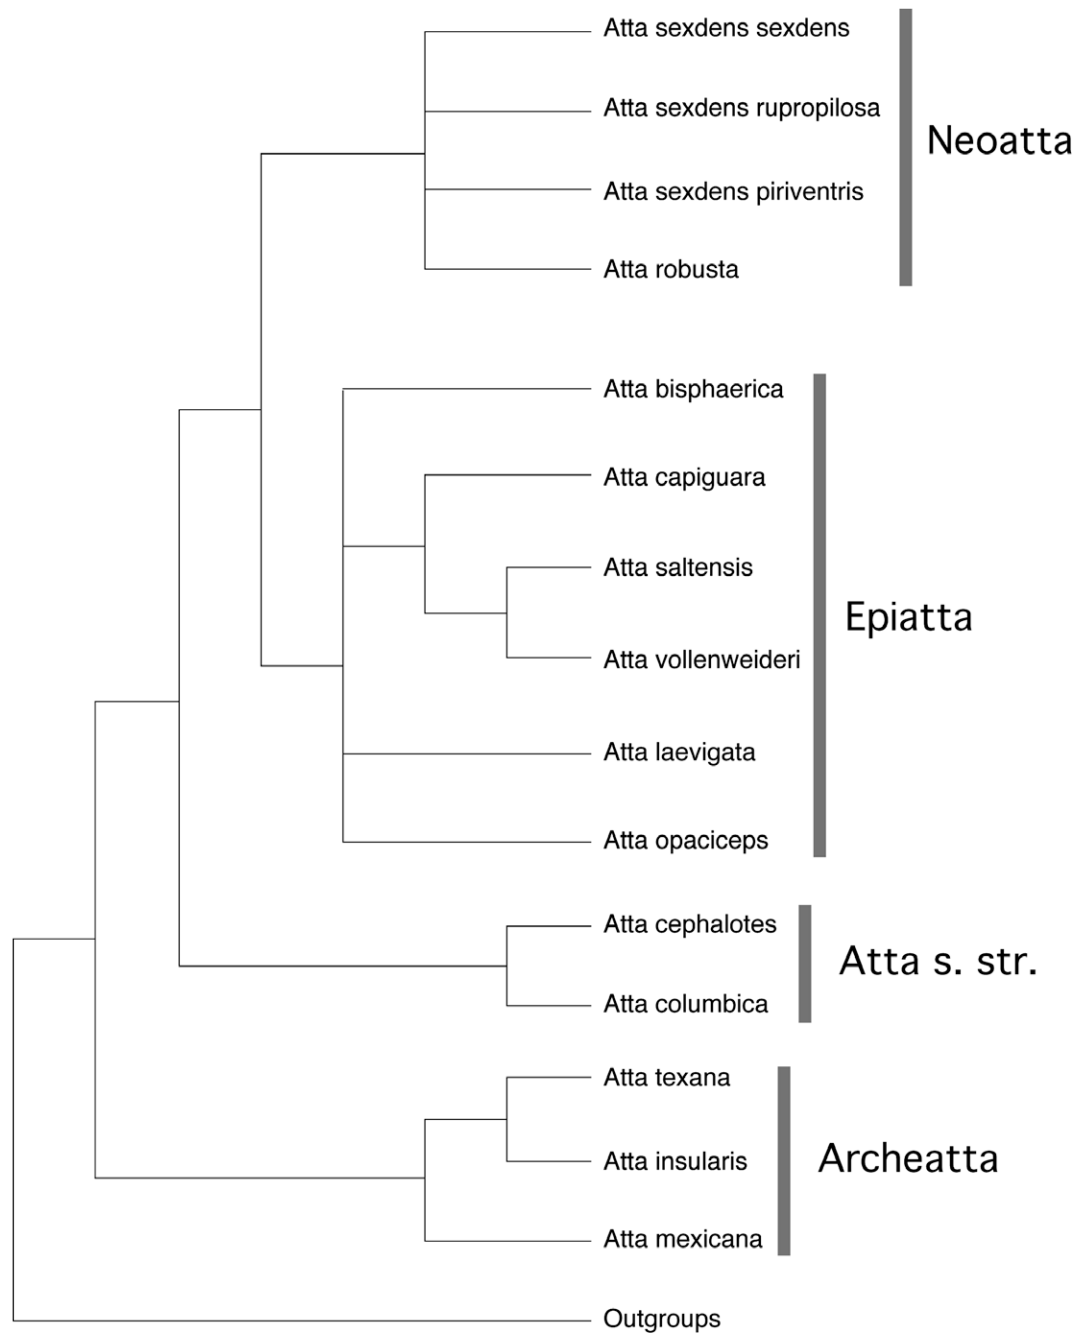 Atta sexdens sexdens
Atta sexdens rupropilosa
Neoatta
Atta sexdens piriventris
Atta robusta
Atta bisphaerica
Atta capiguara
Atta saltensis
Epiatta
Atta vollenweideri
Atta laevigata
Atta opaciceps
Atta cephalotes
Atta s. str.
Atta columbica
Atta texana
Atta insularis
Archeatta
Atta mexicana
Outgroups